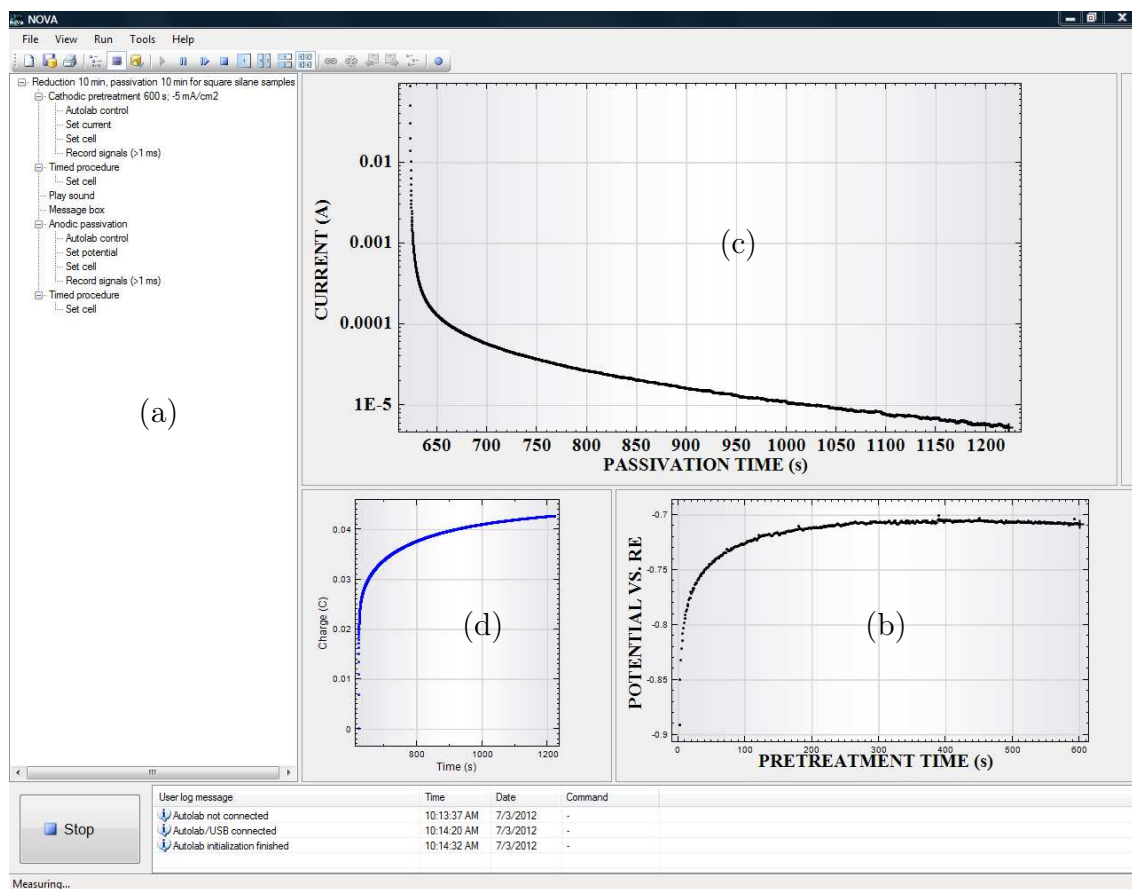 NOVA
File View Run Tools Help
Reduction 10 min, passivation 10 min for square silane samples
Cathodic pretreatment 600 s; -5 mA/cm2
Autolab control
Set current
Set cell
Record signals (>1 ms)
Timed procedure
Set cell
Play sound
Message box
Anodic passivation
Autolab control
Set potential
Set cell
Record signals (>1 ms)
Timed procedure
Set cell
(a)
CURRENT (A)
0.01
0.001
0.0001
1E-5
(c)
650 700 750 800 850 900 950 1000 1050 1100 1150 1200
PASSIVATION TIME (s)
Charge (C)
0.04
0.03
0.02
0.01
0
(d)
800 1000 1200
Time (s)
POTENTIAL VS. RE
-0.7
-0.75
-0.8
-0.85
-0.9
(b)
0 100 200 300 400 500 600
PRETREATMENT TIME (s)
Stop
User log message Time Date Command
Autolab not connected 10:13:37 AM 7/3/2012 -
Autolab/USB connected 10:14:20 AM 7/3/2012 -
Autolab initialization finished 10:14:32 AM 7/3/2012 -
Measuring...